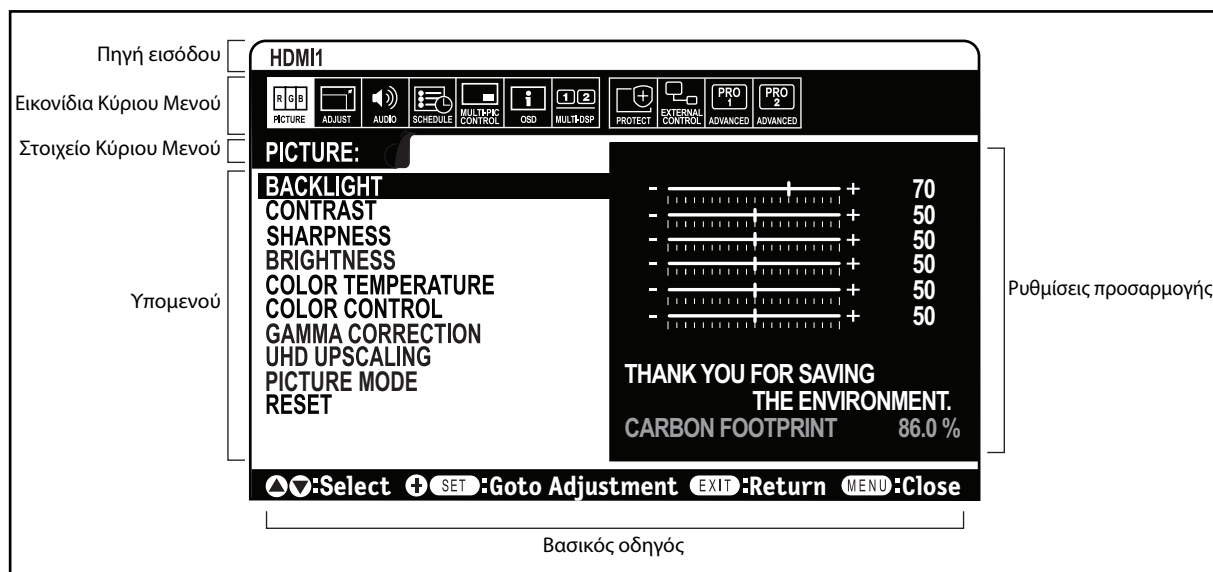 Πηγή εισόδου
HDMI1
Εικονίδια Κύριου Μενού
R G B
PICTURE
ADJUST
AUDIO
SCHEDULE
MULTI-PIC
CONTROL
OSD
1 2
MULTI-DSP
PROTECT
EXTERNAL
CONTROL
PRO
1
ADVANCED
PRO
2
ADVANCED
Στοιχείο Κύριου Μενού
PICTURE:
Υπομενού
BACKLIGHT
CONTRAST
SHARPNESS
BRIGHTNESS
COLOR TEMPERATURE
COLOR CONTROL
GAMMA CORRECTION
UHD UPSCALING
PICTURE MODE
RESET
- + 70
- + 50
- + 50
- + 50
- + 50
- + 50
THANK YOU FOR SAVING
THE ENVIRONMENT.
CARBON FOOTPRINT 86.0 %
Ρυθμίσεις προσαρμογής
:Select SET :Goto Adjustment EXIT :Return MENU :Close
Βασικός οδηγός